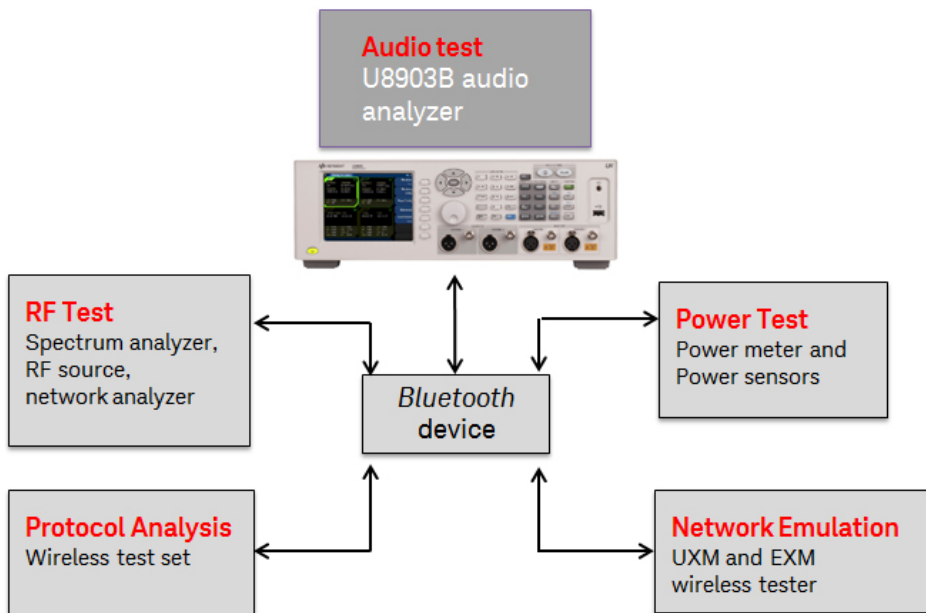 Audio test
U8903B audio
analyzer
RF Test
Spectrum analyzer,
RF source,
network analyzer
Power Test
Power meter and
Power sensors
Bluetooth
device
Protocol Analysis
Wireless test set
Network Emulation
UXM and EXM
wireless tester